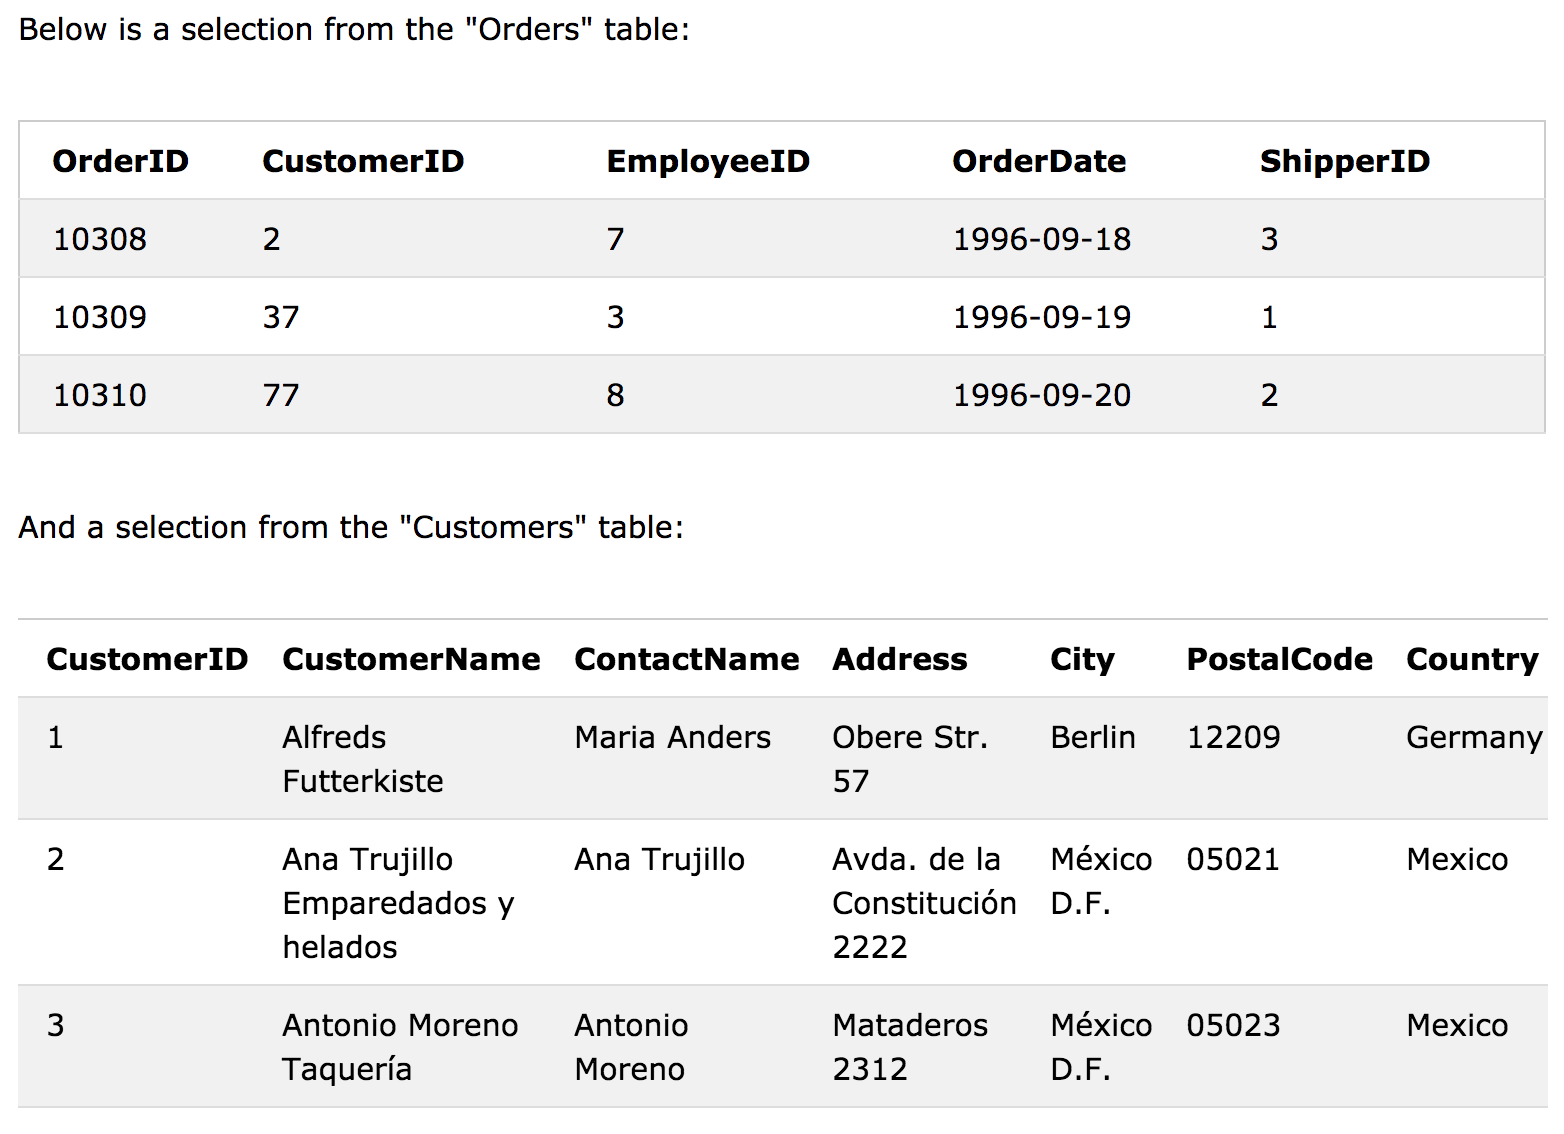 Below is a selection from the "Orders" table:
OrderID CustomerID EmployeeID OrderDate ShipperID
10308 2 7 1996-09-18 3
10309 37 3 1996-09-19 1
10310 77 8 1996-09-20 2
And a selection from the "Customers" table:
CustomerID CustomerName ContactName Address City PostalCode Country
1 Alfreds Maria Anders Obere Str. Berlin 12209 Germany
Futterkiste 57
2 Ana Trujillo Ana Trujillo Avda. de la México 05021 Mexico
Emparedados y Constitución D.F.
helados 2222
3 Antonio Moreno Antonio Mataderos México 05023 Mexico
Taquería Moreno 2312 D.F.